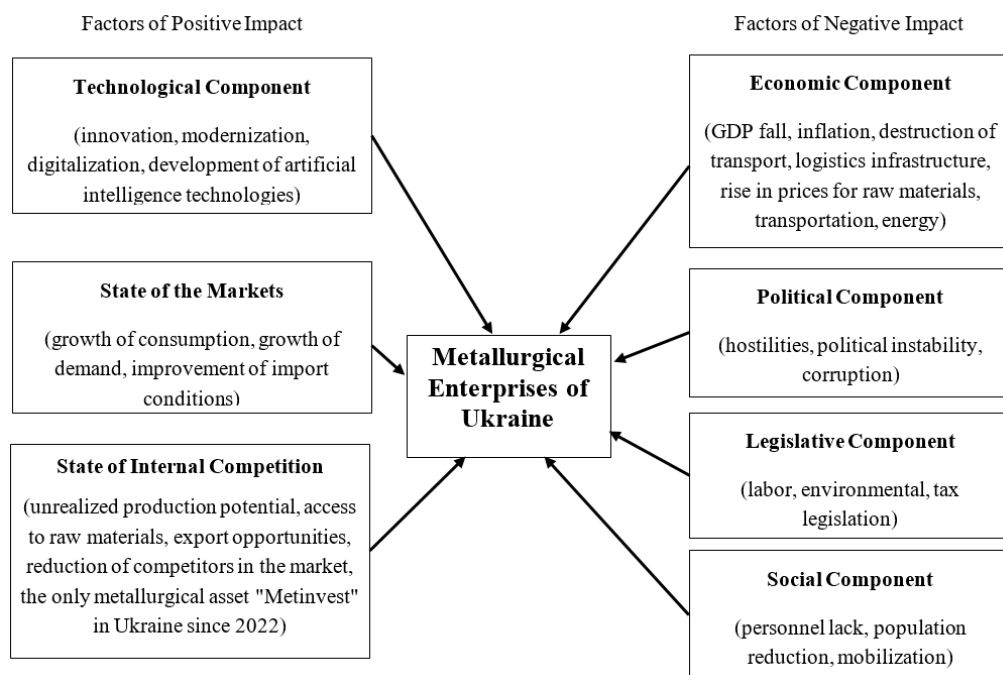 Factors of Positive Impact
Technological Component
(innovation, modernization,
digitalization, development of artificial
intelligence technologies)
State of the Markets
(growth of consumption, growth of
demand, improvement of import
conditions)
State of Internal Competition
(unrealized production potential, access
to raw materials, export opportunities,
reduction of competitors in the market,
the only metallurgical asset "Metinvest"
in Ukraine since 2022)
Metallurgical
Enterprises of
Ukraine
Factors of Negative Impact
Economic Component
(GDP fall, inflation, destruction of
transport, logistics infrastructure,
rise in prices for raw materials,
transportation, energy)
Political Component
(hostilities, political instability,
corruption)
Legislative Component
(labor, environmental, tax
legislation)
Social Component
(personnel lack, population
reduction, mobilization)